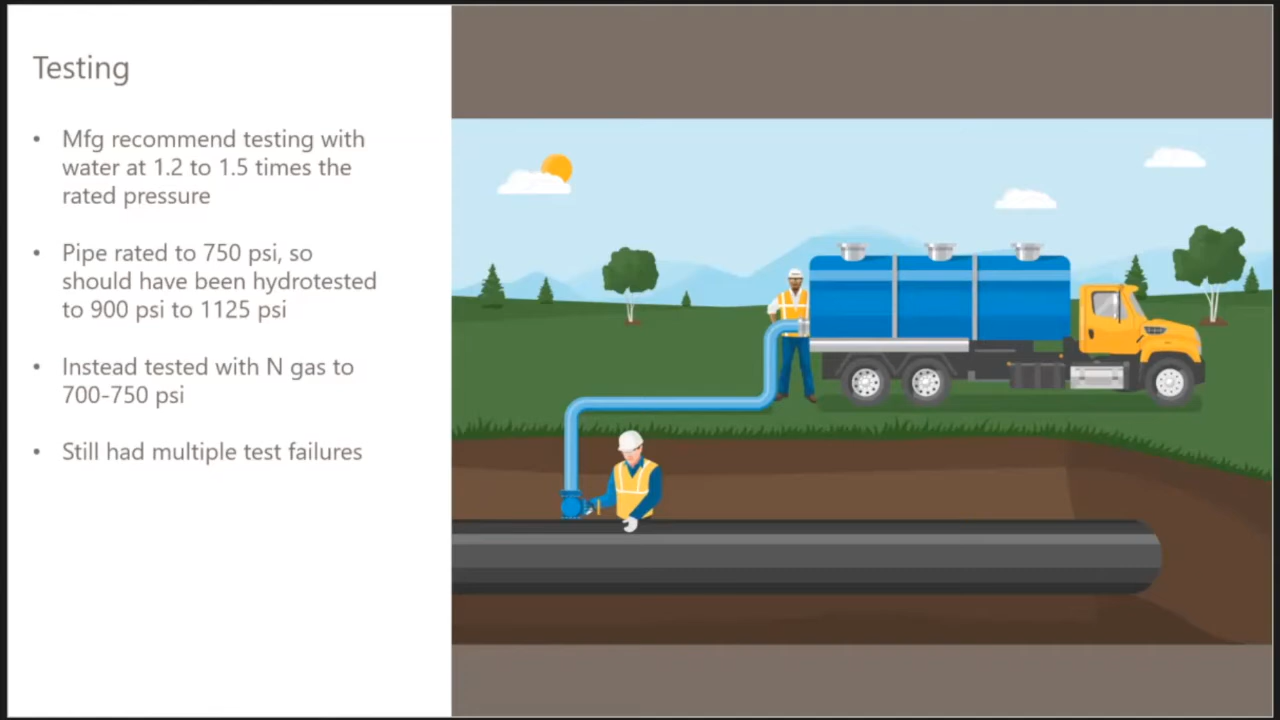 Testing
• Mfg recommend testing with
water at 1.2 to 1.5 times the
rated pressure
• Pipe rated to 750 psi, so
should have been hydrotested
to 900 psi to 1125 psi
• Instead tested with N gas to
700-750 psi
• Still had multiple test failures